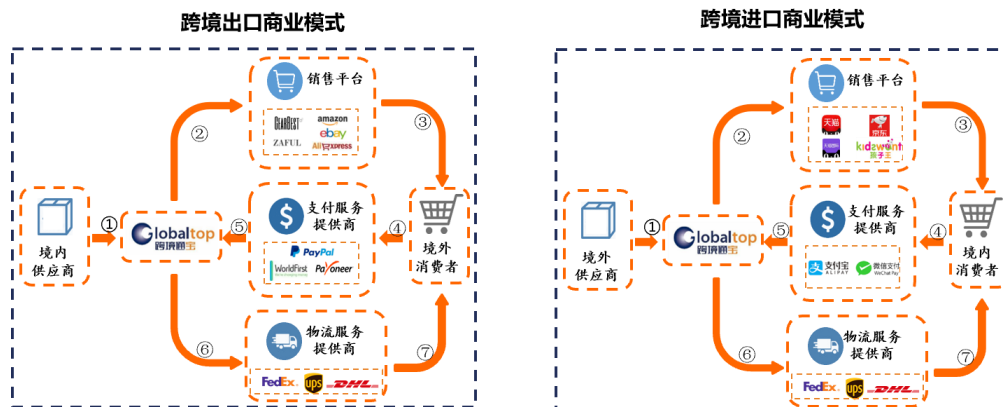 跨境出口商业模式
销售平台
GEARBEST
amazon
ebay
ZAFUL
AliExpress
②
③
境内
供应商
①
Globaltop
跨境通宝
⑤
支付服务
提供商
PayPal
WorldFirst
Payoneer
④
境外
消费者
⑥
物流服务
提供商
FedEx
ups
DHL
⑦
跨境进口商业模式
销售平台
天猫
京东
kidswant
孩子王
②
③
境外
供应商
①
Globaltop
跨境通宝
⑤
支付服务
提供商
支付宝
ALIPAY
微信支付
WeChat Pay
④
境内
消费者
⑥
物流服务
提供商
FedEx
ups
DHL
⑦